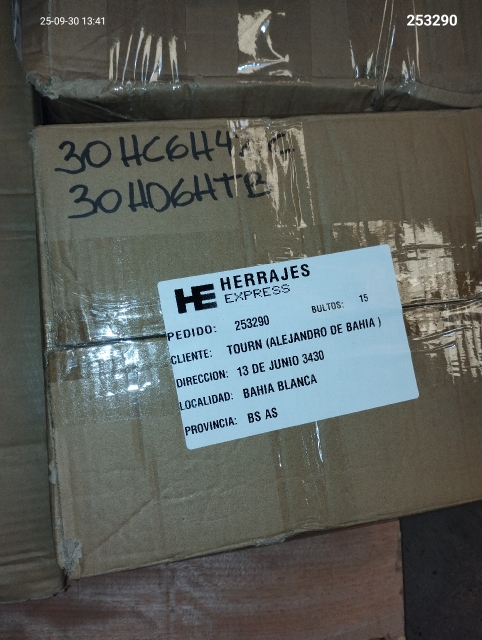 25-09-30 13:41
253290
30HC6H4
30HD6HTB
HE HERRAJES
EXPRESS
PEDIDO: 253290 BULTOS: 15
CLIENTE: TOURN (ALEJANDRO DE BAHIA )
DIRECCION: 13 DE JUNIO 3430
LOCALIDAD: BAHIA BLANCA
PROVINCIA: BS AS